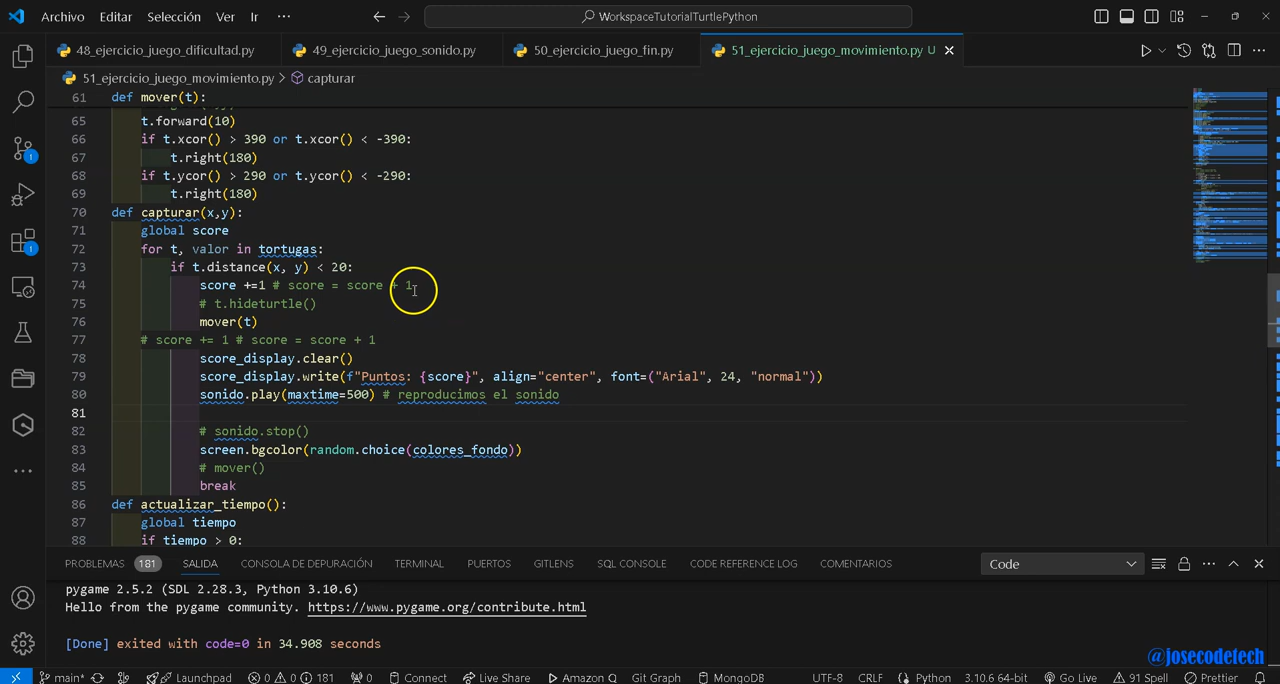 Archivo Editar Selección Ver Ir ··· WorkspaceTutorialTurtlePython
48_ejercicio_juego_dificultad.py 49_ejercicio_juego_sonido.py 50_ejercicio_juego_fin.py 51_ejercicio_juego_movimiento.py U
51_ejercicio_juego_movimiento.py > capturar
61 def mover(t):
65 t.forward(10)
66 if t.xcor() > 390 or t.xcor() < -390:
67 t.right(180)
68 if t.ycor() > 290 or t.ycor() < -290:
69 t.right(180)
70 def capturar(x,y):
71 global score
72 for t, valor in tortugas:
73 if t.distance(x, y) < 20:
74 score +=1 # score = score + 1
75 # t.hideturtle()
76 mover(t)
77 # score += 1 # score = score + 1
78 score_display.clear()
79 score_display.write(f"Puntos: {score}", align="center", font=("Arial", 24, "normal"))
80 sonido.play(maxtime=500) # reproducimos el sonido
81
82 # sonido.stop()
83 screen.bgcolor(random.choice(colores_fondo))
84 # mover()
85 break
86 def actualizar_tiempo():
87 global tiempo
88 if tiempo > 0:
PROBLEMAS 181 SALIDA CONSOLA DE DEPURACIÓN TERMINAL PUERTOS GITLENS SQL CONSOLE CODE REFERENCE LOG COMENTARIOS Code
pygame 2.5.2 (SDL 2.28.3, Python 3.10.6)
Hello from the pygame community. https://www.pygame.org/contribute.html
[Done] exited with code=0 in 34.908 seconds
@josecodetech
main* Launchpad 0 0 181 0 Connect Live Share Amazon Q Git Graph MongoDB UTF-8 CRLF Python 3.10.6 64-bit Go Live 91 Spell Prettier